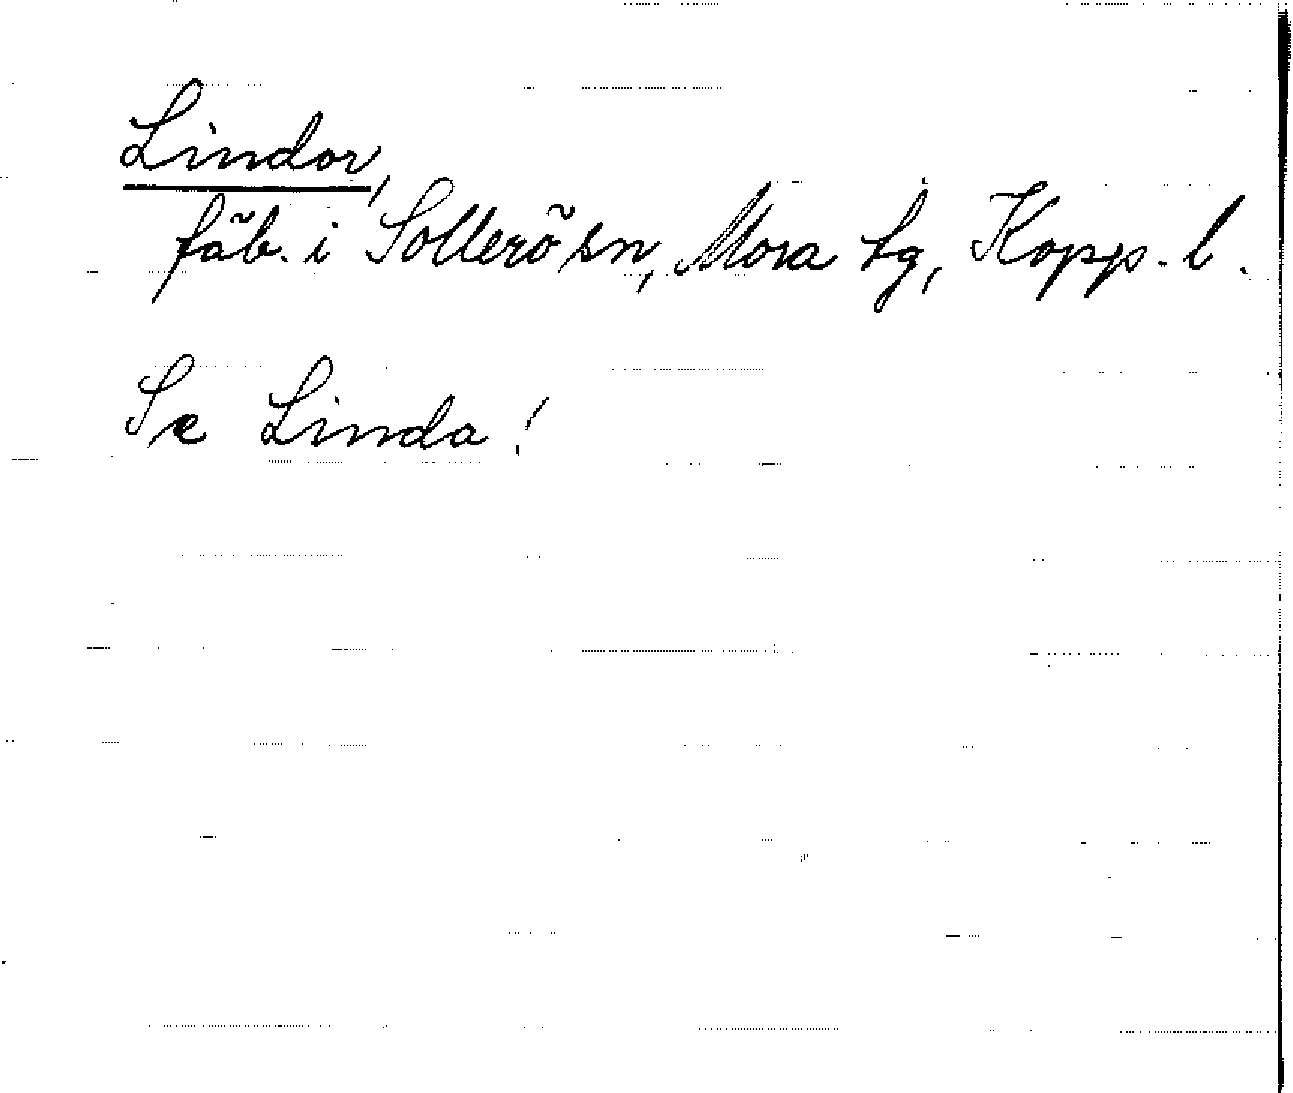 Lindor,
fäb. i Sollerö sn, Mora tg, Kopp. l.
Se Linda!